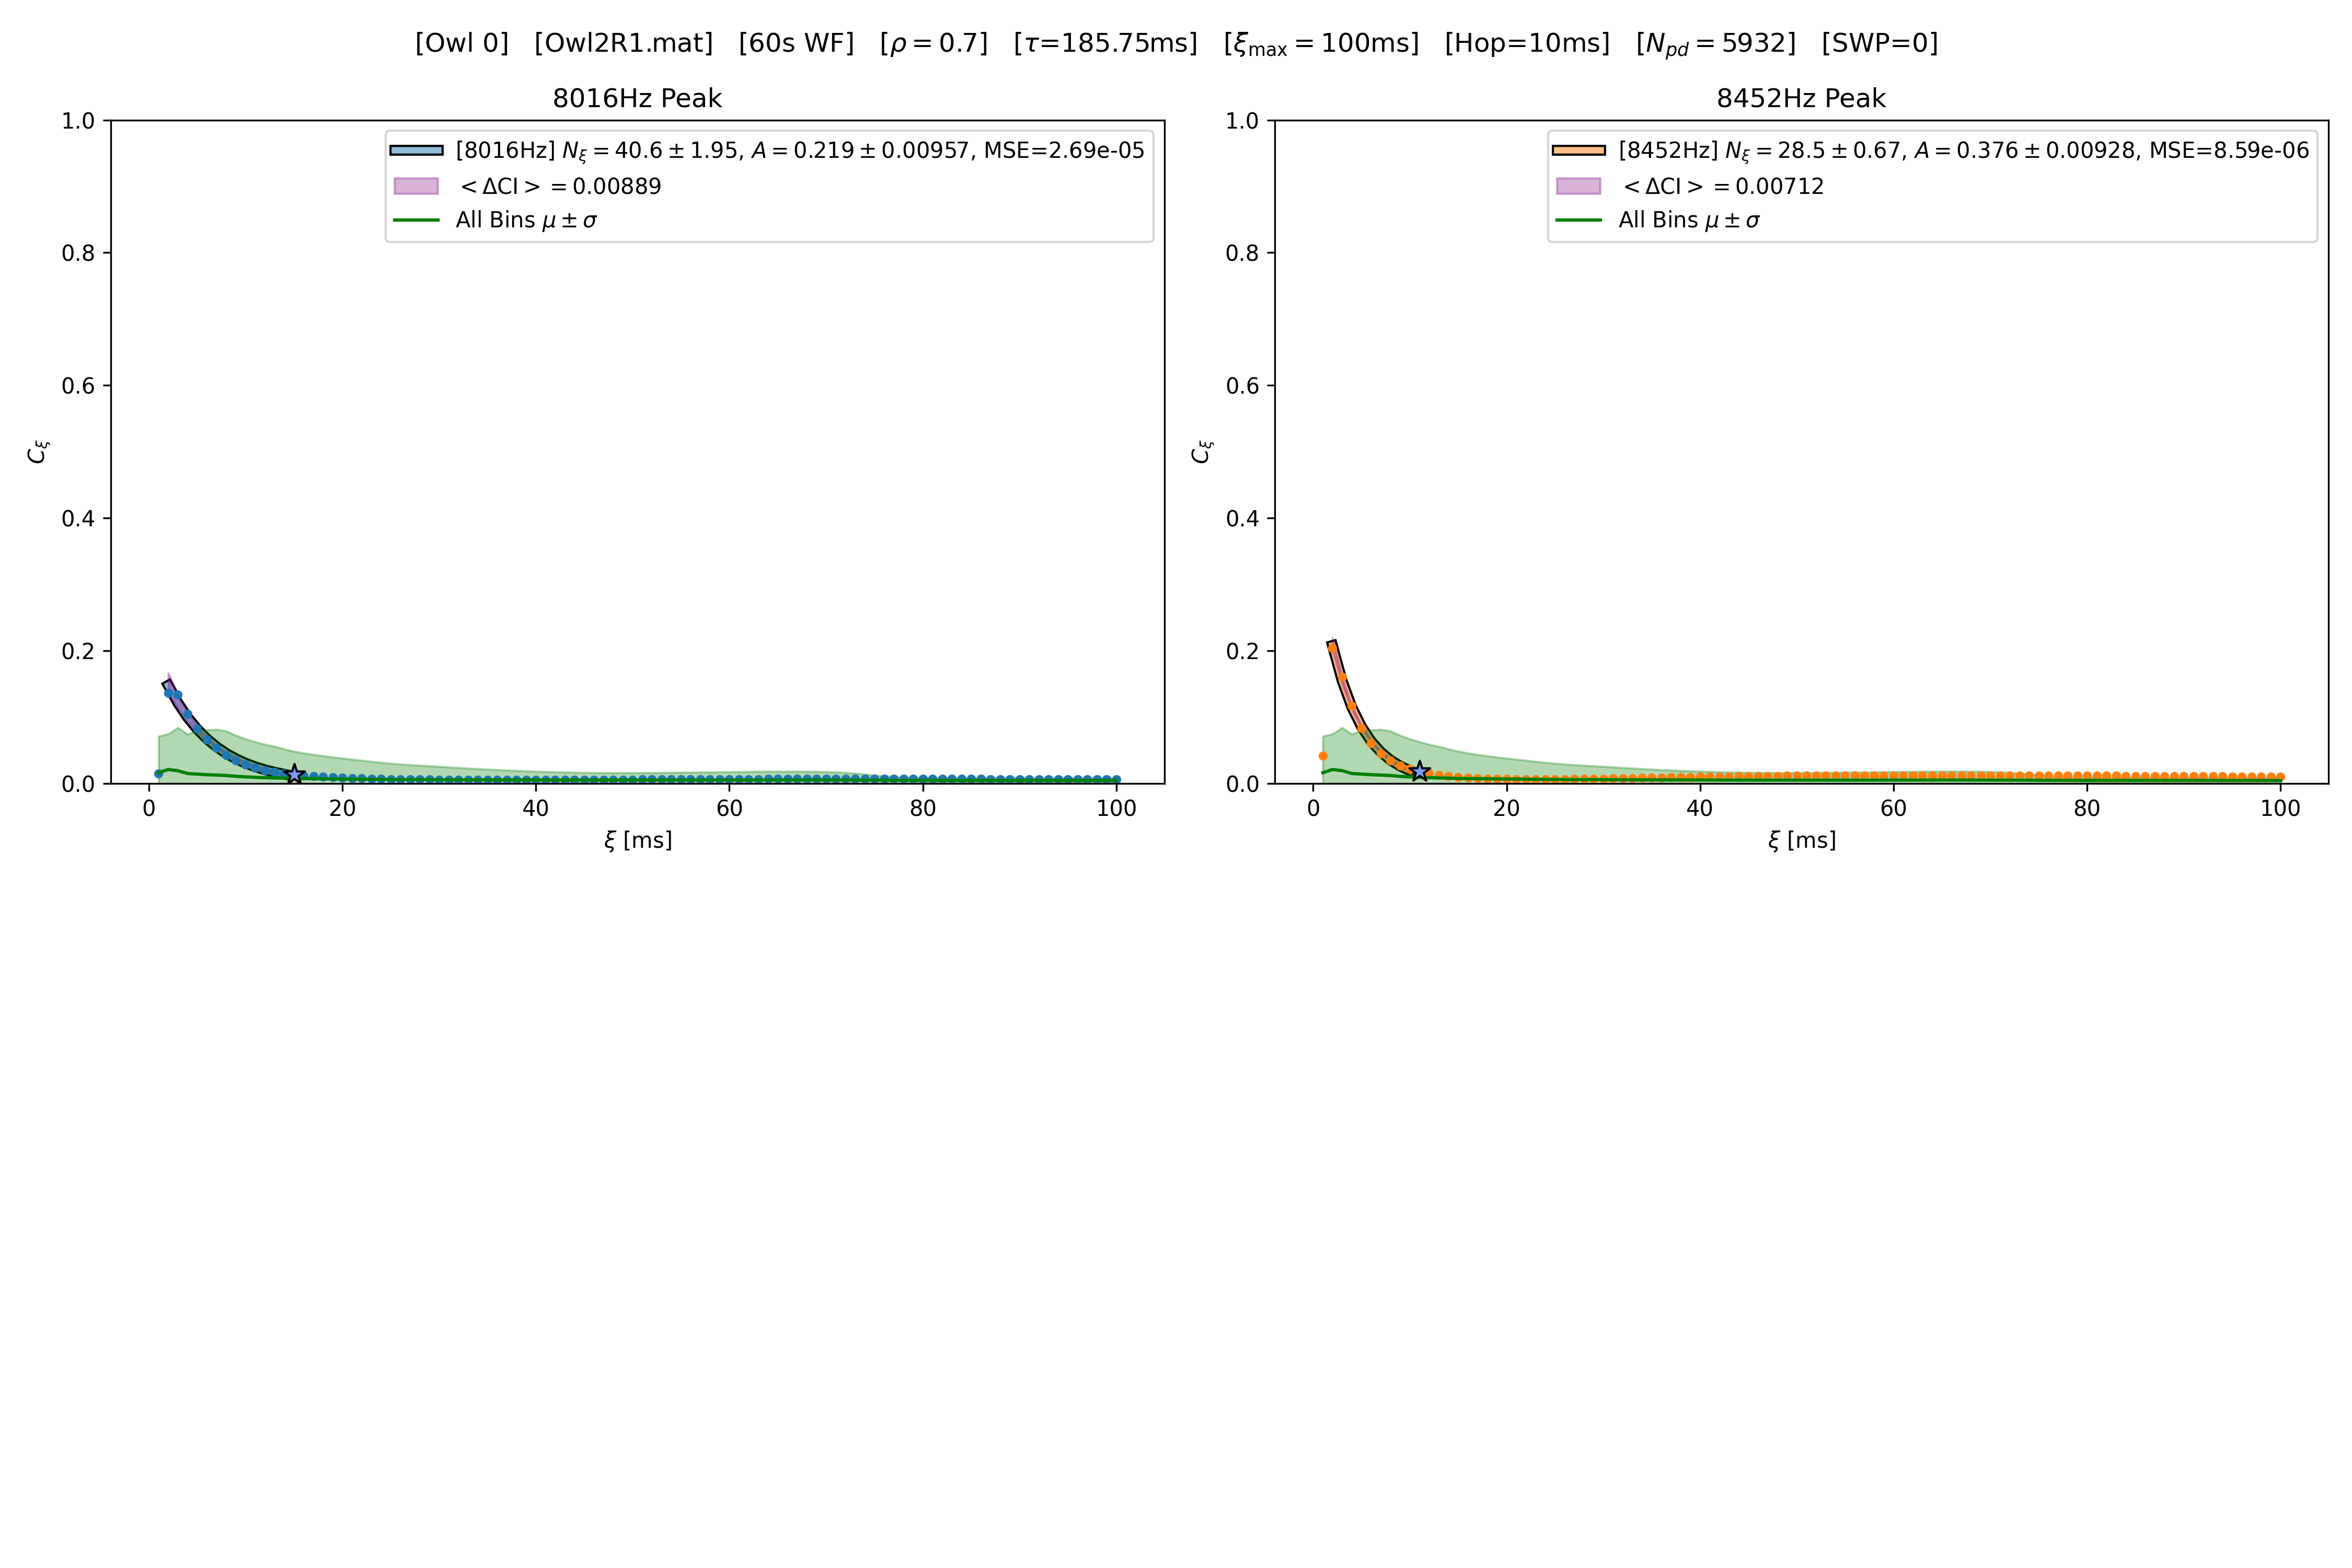 [Owl 0] [Owl2R1.mat] [60s WF] [ρ = 0.7] [τ=185.75ms] [ξmax = 100ms] [Hop=10ms] [Npd = 5932] [SWP=0]
8016Hz Peak
1.0
0.8
0.6
0.4
0.2
0.0
Cξ
[8016Hz] Nξ = 40.6 ± 1.95, A = 0.219 ± 0.00957, MSE=2.69e-05
< ΔCI > = 0.00889
All Bins μ ± σ
0 20 40 60 80 100
ξ [ms]
8452Hz Peak
1.0
0.8
0.6
0.4
0.2
0.0
Cξ
[8452Hz] Nξ = 28.5 ± 0.67, A = 0.376 ± 0.00928, MSE=8.59e-06
< ΔCI > = 0.00712
All Bins μ ± σ
0 20 40 60 80 100
ξ [ms]